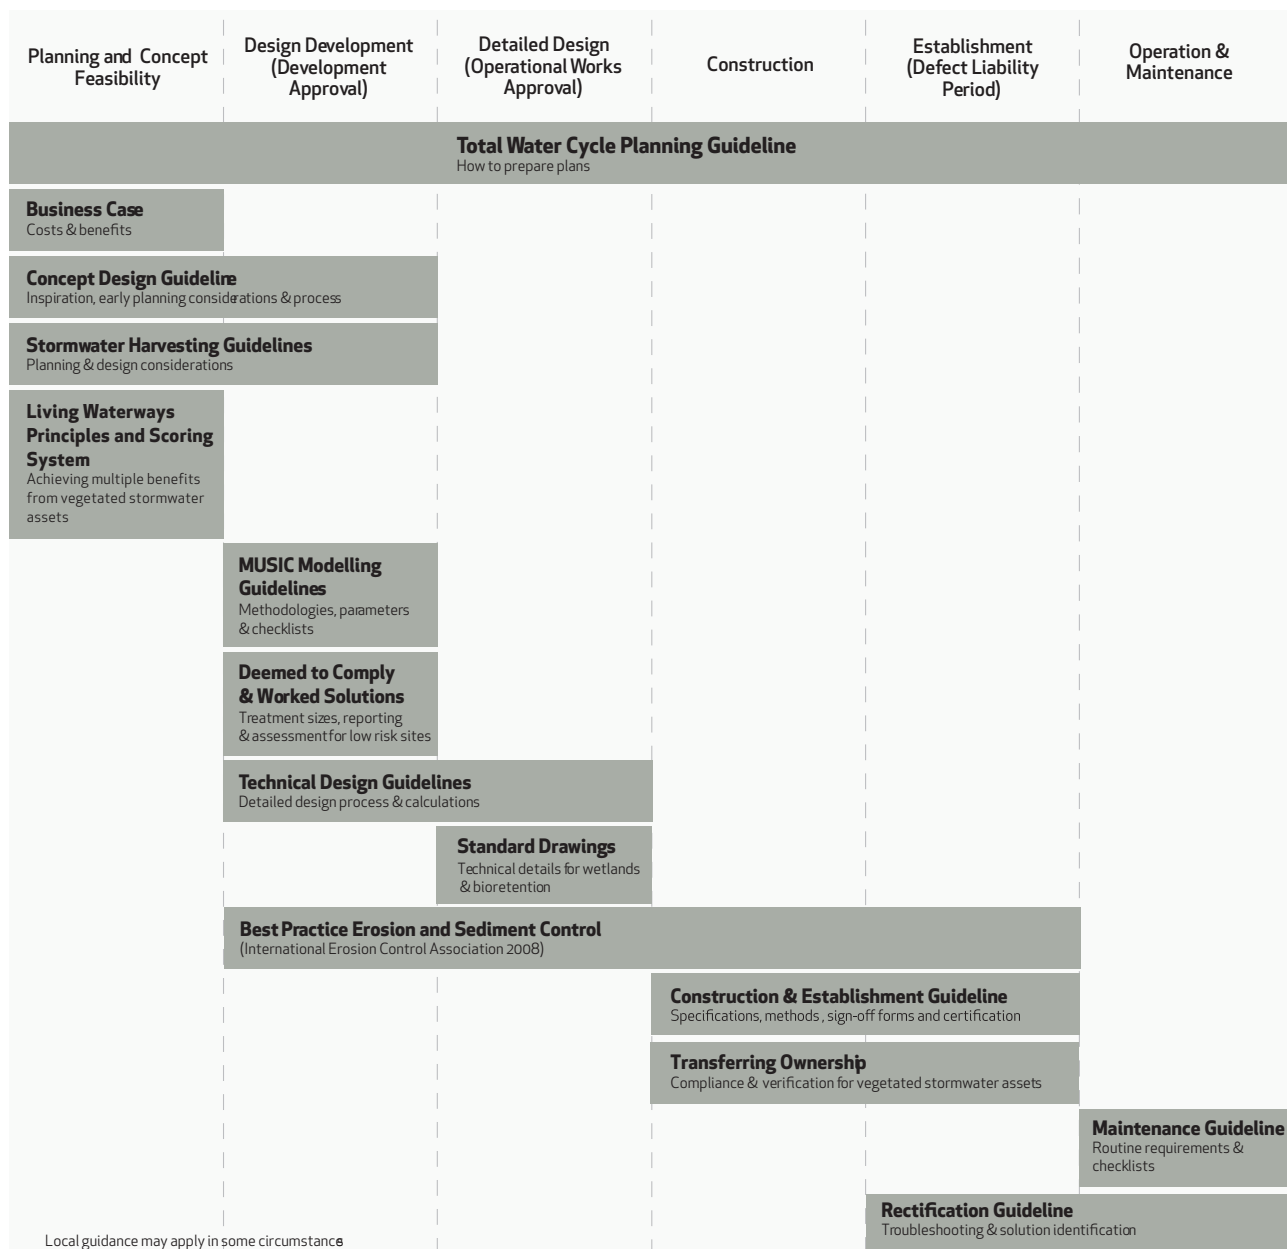 Planning and Concept
Feasibility
Design Development
(Development
Approval)
Detailed Design
(Operational Works
Approval)
Construction
Establishment
(Defect Liability
Period)
Operation &
Maintenance
Total Water Cycle Planning Guideline
How to prepare plans
Business Case
Costs & benefits
Concept Design Guideline
Inspiration, early planning considerations & process
Stormwater Harvesting Guidelines
Planning & design considerations
Living Waterways
Principles and Scoring
System
Achieving multiple benefits
from vegetated stormwater
assets
MUSIC Modelling
Guidelines
Methodologies, parameters
& checklists
Deemed to Comply
& Worked Solutions
Treatment sizes, reporting
& assessment for low risk sites
Technical Design Guidelines
Detailed design process & calculations
Standard Drawings
Technical details for wetlands
& bioretention
Best Practice Erosion and Sediment Control
(International Erosion Control Association 2008)
Construction & Establishment Guideline
Specifications, methods, sign-off forms and certification
Transferring Ownership
Compliance & verification for vegetated stormwater assets
Maintenance Guideline
Routine requirements &
checklists
Rectification Guideline
Troubleshooting & solution identification
Local guidance may apply in some circumstances